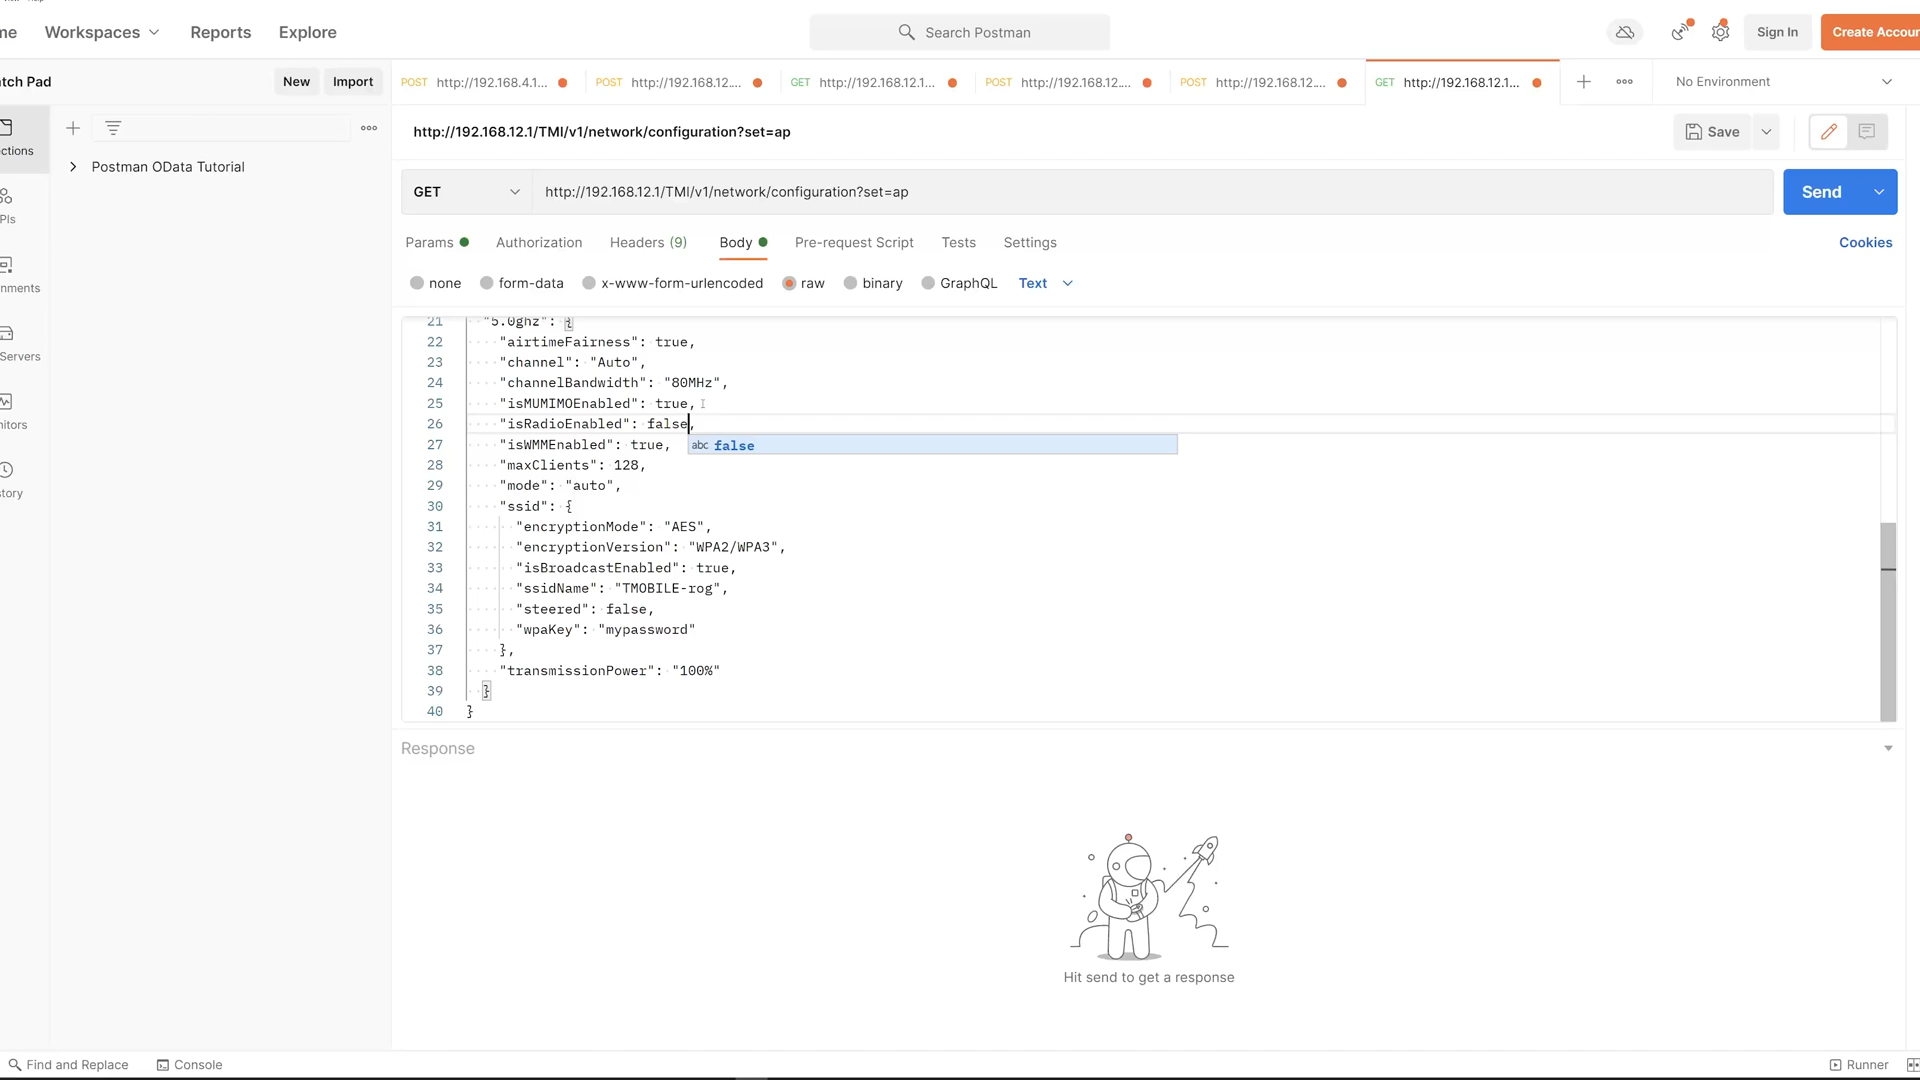 me Workspaces Reports Explore Search Postman Sign In Create Accoun
tch Pad New Import POST http://192.168.4.1... POST http://192.168.12.... GET http://192.168.12.1... POST http://192.168.12.... POST http://192.168.12.... GET http://192.168.12.1... No Environment
http://192.168.12.1/TMI/v1/network/configuration?set=ap Save
ctions
Postman OData Tutorial
GET http://192.168.12.1/TMI/v1/network/configuration?set=ap Send
PIs
Params Authorization Headers (9) Body Pre-request Script Tests Settings Cookies
none form-data x-www-form-urlencoded raw binary GraphQL Text
nments
Servers
nitors
story
21 "5.0ghz": {
22 "airtimeFairness": true,
23 "channel": "Auto",
24 "channelBandwidth": "80MHz",
25 "isMUMIMOEnabled": true,
26 "isRadioEnabled": false,
27 "isWMMEnabled": true,
abc false
28 "maxClients": 128,
29 "mode": "auto",
30 "ssid": {
31 "encryptionMode": "AES",
32 "encryptionVersion": "WPA2/WPA3",
33 "isBroadcastEnabled": true,
34 "ssidName": "TMOBILE-rog",
35 "steered": false,
36 "wpaKey": "mypassword"
37 },
38 "transmissionPower": "100%"
39 }
40 }
Response
Hit send to get a response
Find and Replace Console Runner